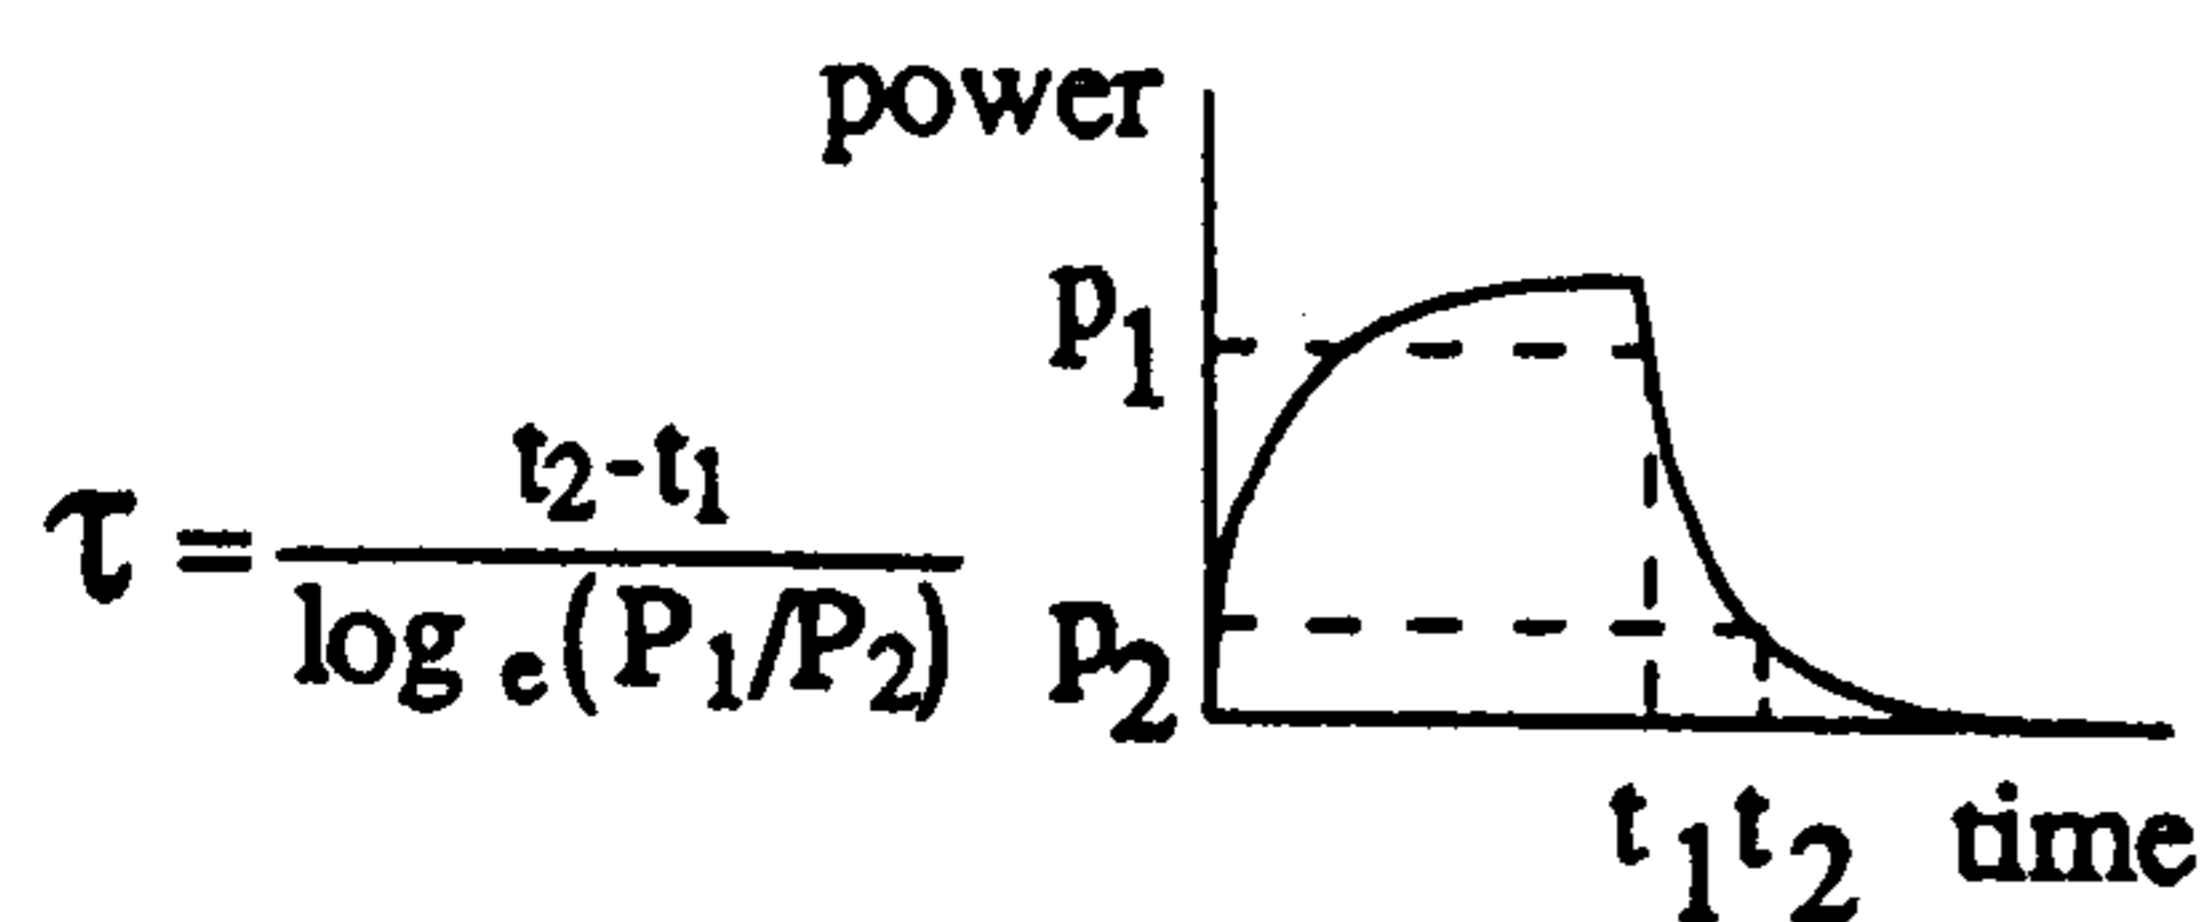 power
p₁
τ = t₂-t₁ / logₑ(P₁/P₂)
p₂
t₁ t₂ time